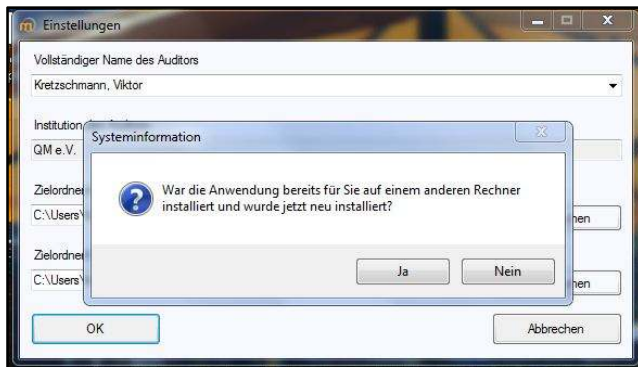 Einstellungen
Vollständiger Name des Auditors
Kretzschmann, Viktor
Institution
QM e.V.
Systeminformation
War die Anwendung bereits für Sie auf einem anderen Rechner
installiert und wurde jetzt neu installiert?
Zielordner
C:\Users\
Zielordner
C:\Users\
Ja Nein
OK Abbrechen